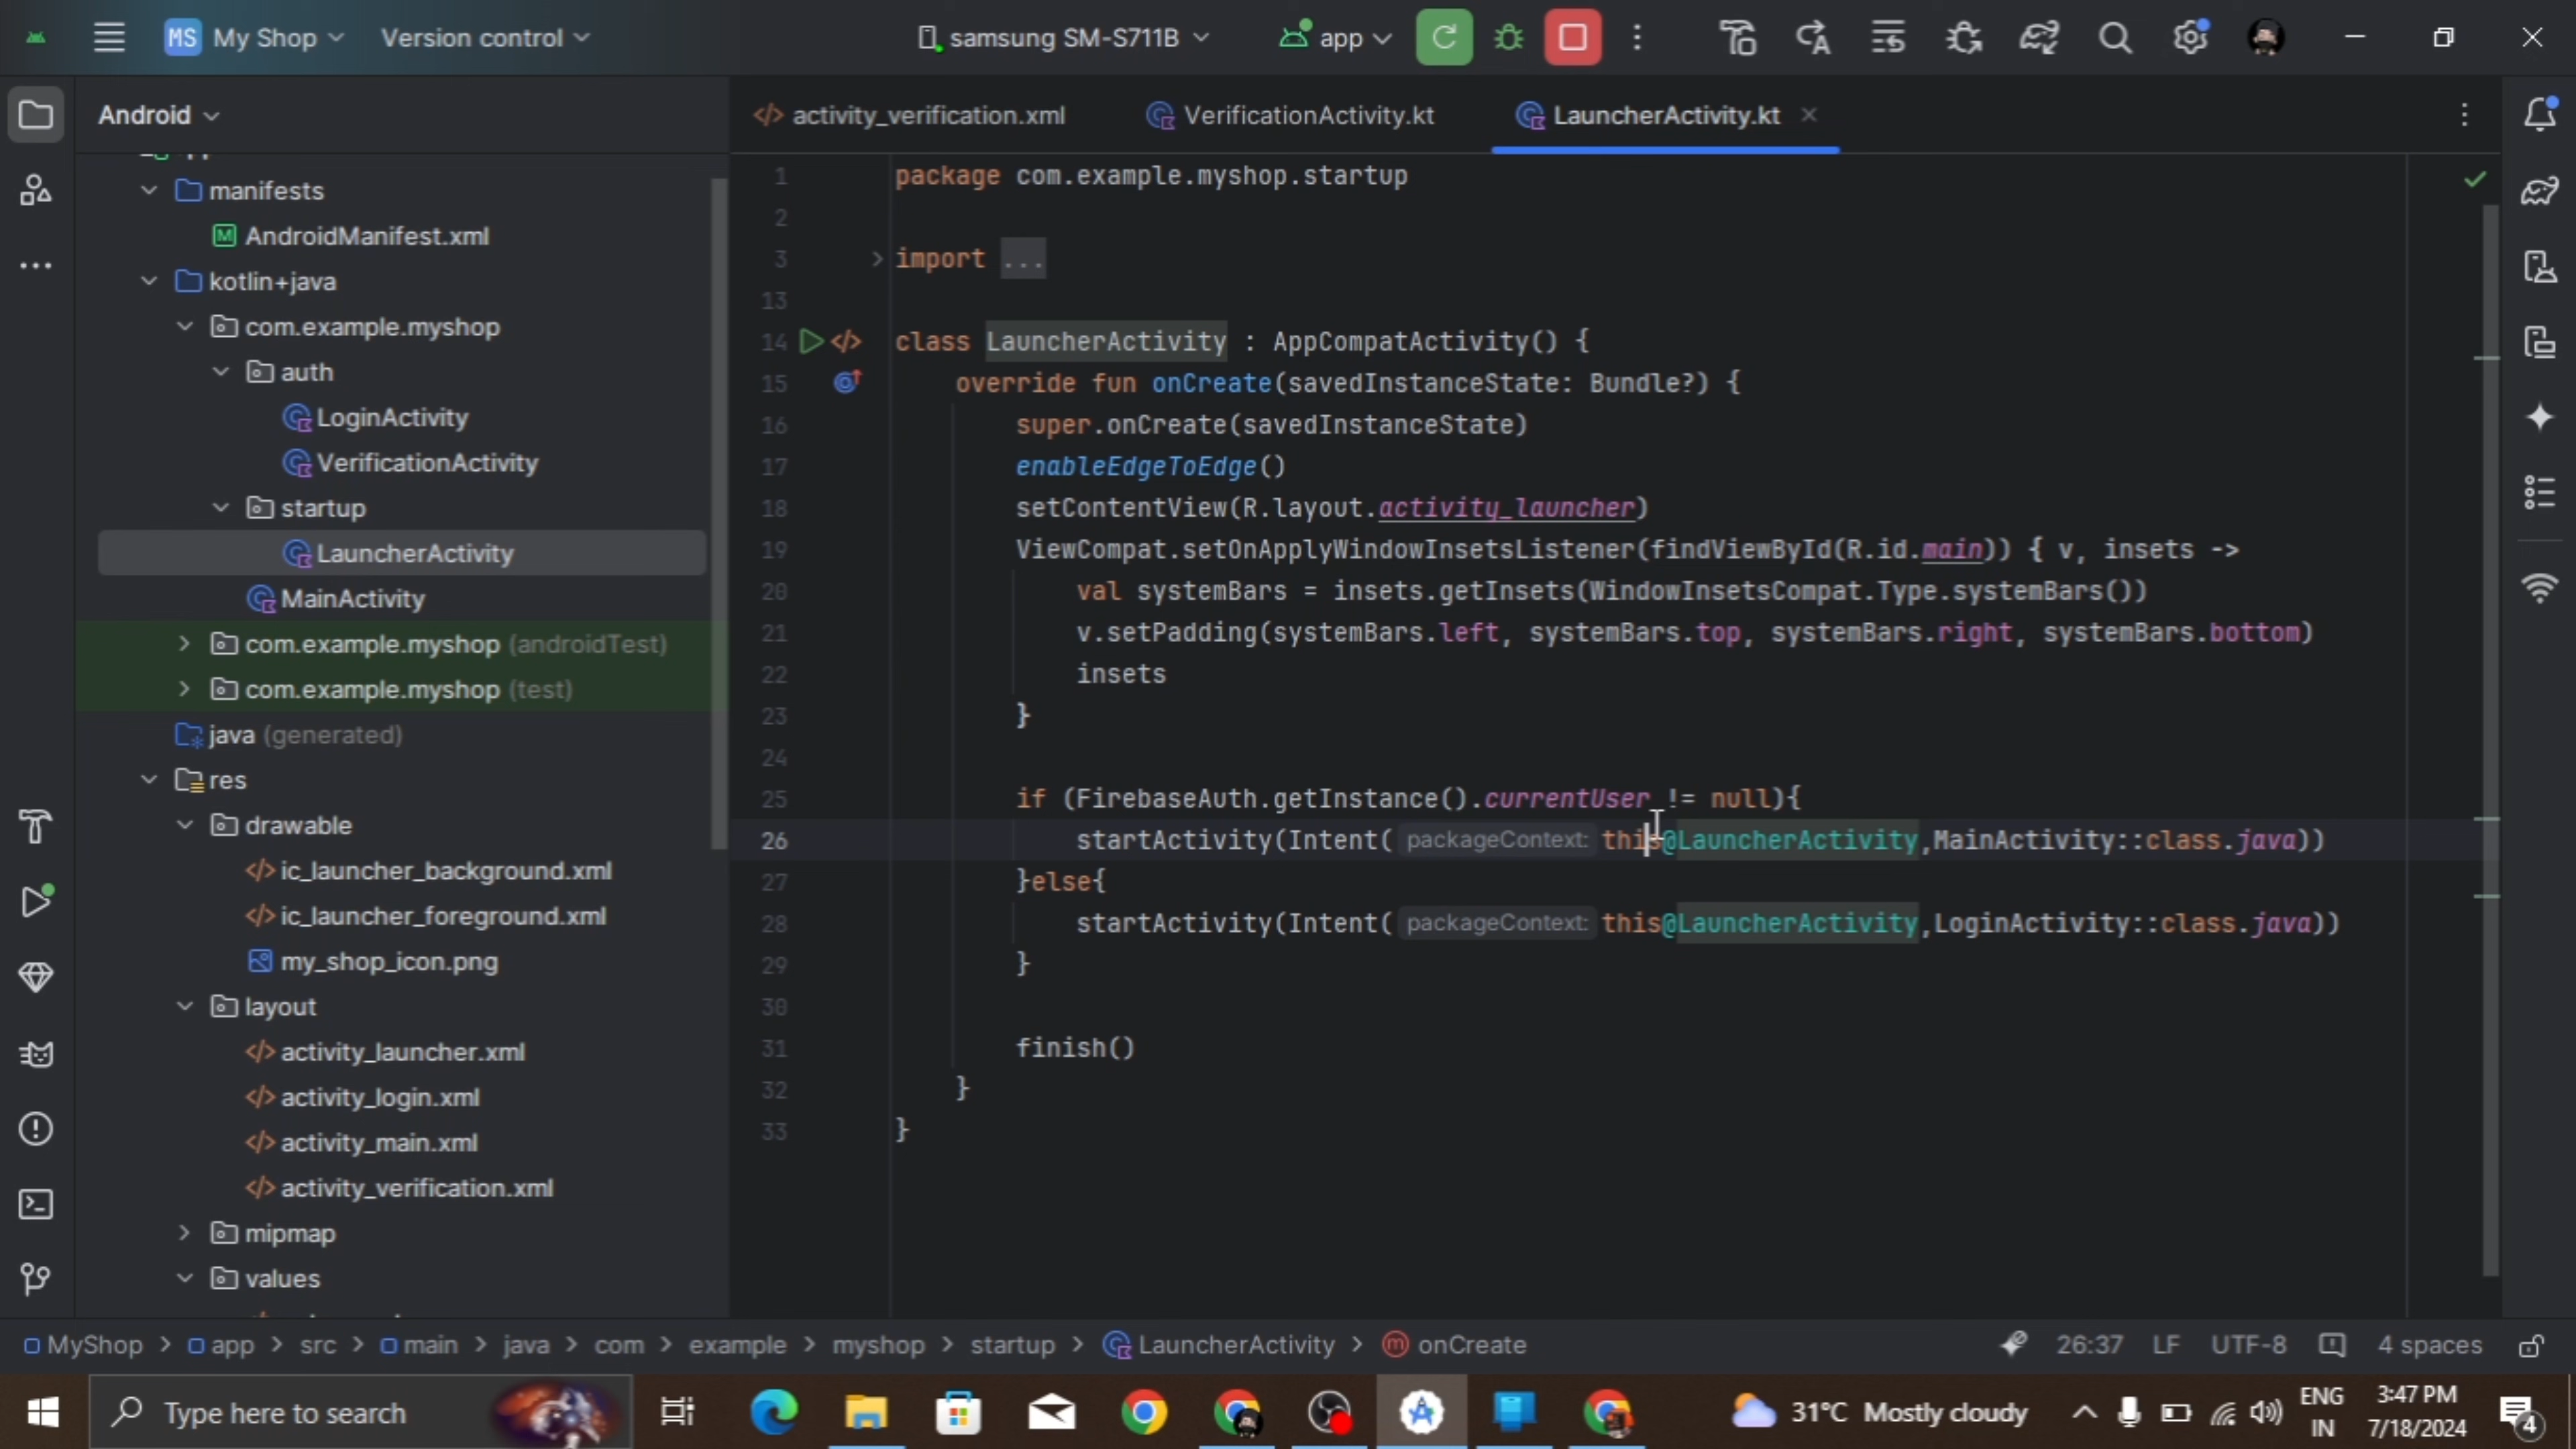 MS My Shop Version control samsung SM-S711B app
Android
manifests
AndroidManifest.xml
kotlin+java
com.example.myshop
auth
LoginActivity
VerificationActivity
startup
LauncherActivity
MainActivity
com.example.myshop (androidTest)
com.example.myshop (test)
java (generated)
res
drawable
ic_launcher_background.xml
ic_launcher_foreground.xml
my_shop_icon.png
layout
activity_launcher.xml
activity_login.xml
activity_main.xml
activity_verification.xml
mipmap
values
activity_verification.xml VerificationActivity.kt LauncherActivity.kt
1 package com.example.myshop.startup
2
3 import ...
13
14 class LauncherActivity : AppCompatActivity() {
15 override fun onCreate(savedInstanceState: Bundle?) {
16 super.onCreate(savedInstanceState)
17 enableEdgeToEdge()
18 setContentView(R.layout.activity_launcher)
19 ViewCompat.setOnApplyWindowInsetsListener(findViewById(R.id.main)) { v, insets ->
20 val systemBars = insets.getInsets(WindowInsetsCompat.Type.systemBars())
21 v.setPadding(systemBars.left, systemBars.top, systemBars.right, systemBars.bottom)
22 insets
23 }
24
25 if (FirebaseAuth.getInstance().currentUser != null){
26 startActivity(Intent( packageContext: this@LauncherActivity,MainActivity::class.java))
27 }else{
28 startActivity(Intent( packageContext: this@LauncherActivity,LoginActivity::class.java))
29 }
30
31 finish()
32 }
33 }
MyShop > app > src > main > java > com > example > myshop > startup > LauncherActivity > onCreate 26:37 LF UTF-8 4 spaces
Type here to search 31°C Mostly cloudy ENG IN 3:47 PM 7/18/2024 4